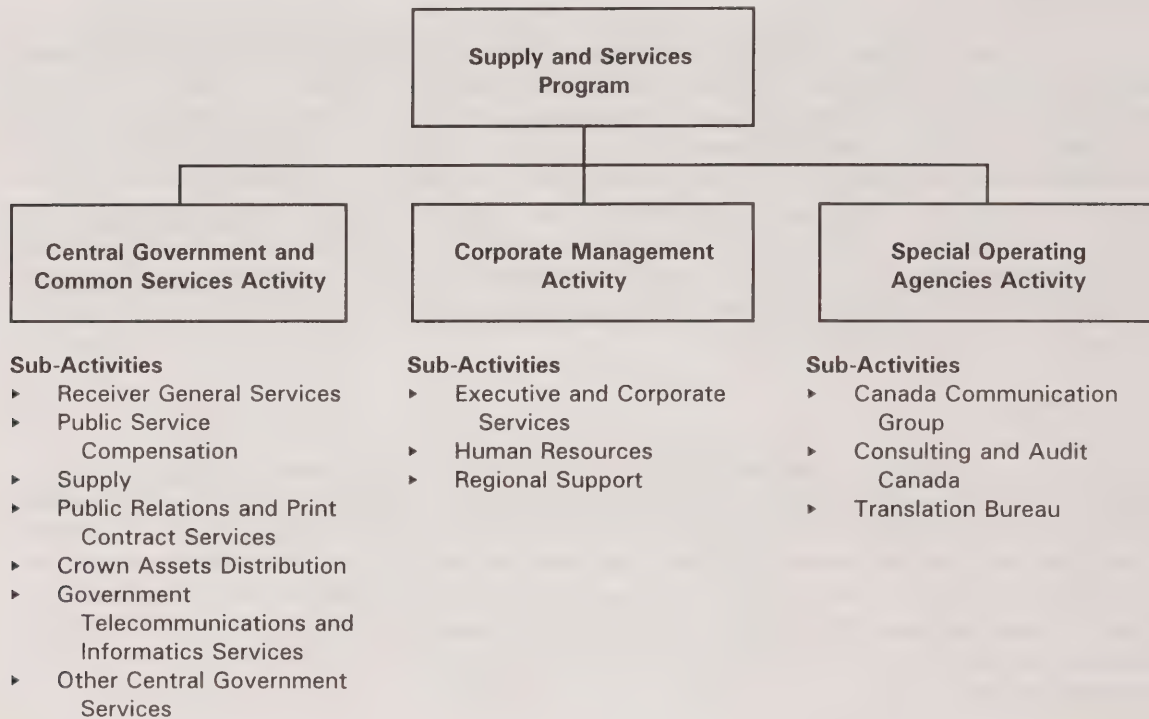 Supply and Services
Program
Central Government and
Common Services Activity
Corporate Management
Activity
Special Operating
Agencies Activity
Sub-Activities
▸ Receiver General Services
▸ Public Service
Compensation
▸ Supply
▸ Public Relations and Print
Contract Services
▸ Crown Assets Distribution
▸ Government
Telecommunications and
Informatics Services
▸ Other Central Government
Services
Sub-Activities
▸ Executive and Corporate
Services
▸ Human Resources
▸ Regional Support
Sub-Activities
▸ Canada Communication
Group
▸ Consulting and Audit
Canada
▸ Translation Bureau